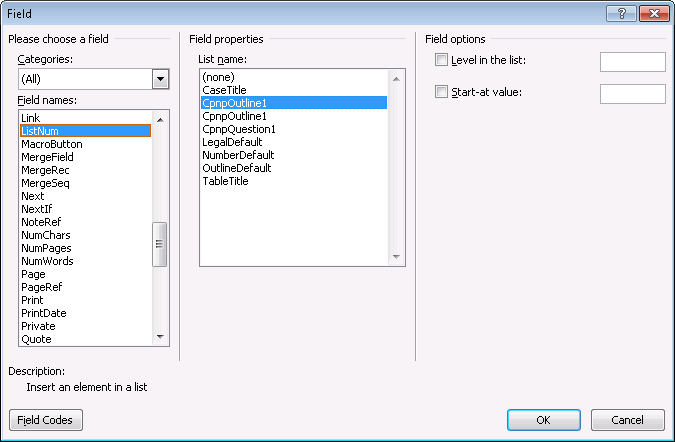 Field
Please choose a field
Categories:
(All)
Field names:
Link
ListNum
MacroButton
MergeField
MergeRec
MergeSeq
Next
NextIf
NoteRef
NumChars
NumPages
NumWords
Page
PageRef
Print
PrintDate
Private
Quote
Field properties
List name:
(none)
CaseTitle
CpnpOutline1
CpnpOutline1
CpnpQuestion1
LegalDefault
NumberDefault
OutlineDefault
TableTitle
Field options
Level in the list:
Start-at value:
Description:
Insert an element in a list
Field Codes
OK
Cancel